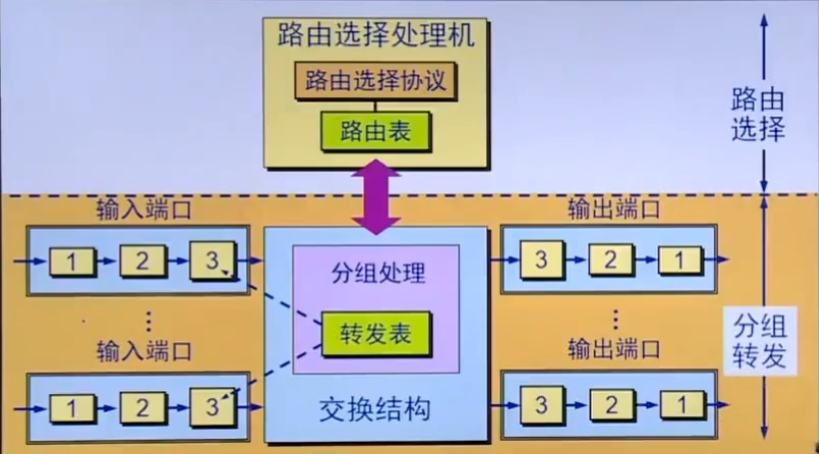 路由选择处理机
路由选择协议
路由表
路由
选择
输入端口
1 2 3
输入端口
1 2 3
分组处理
转发表
交换结构
输出端口
3 2 1
输出端口
3 2 1
分组
转发